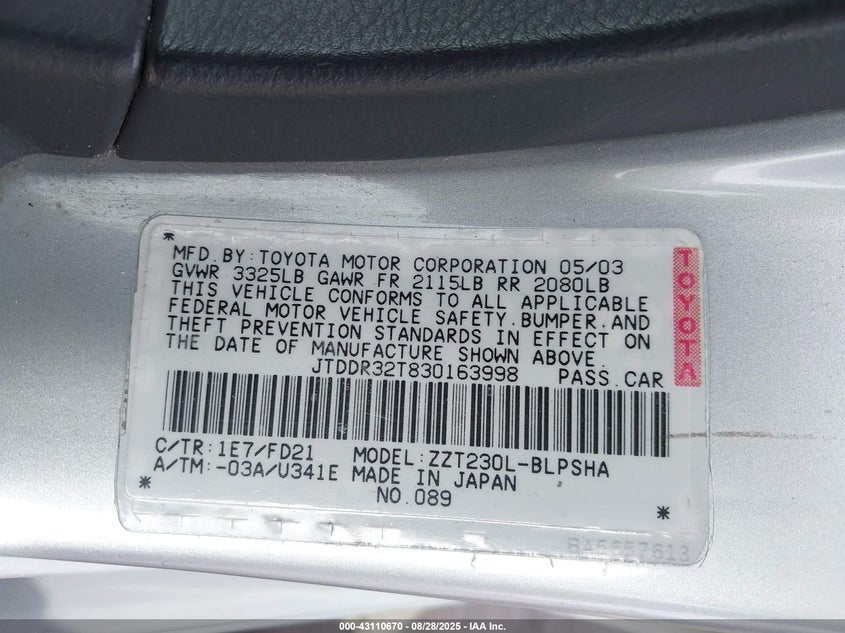 MFD. BY: TOYOTA MOTOR CORPORATION 05/03
GVWR 3325LB GAWR FR 2115LB RR 2080LB
THIS VEHICLE CONFORMS TO ALL APPLICABLE
FEDERAL MOTOR VEHICLE SAFETY, BUMPER, AND
THEFT PREVENTION STANDARDS IN EFFECT ON
THE DATE OF MANUFACTURE SHOWN ABOVE.
JTDDR32T830163998 PASS. CAR
TOYOTA
C/TR: 1E7/FD21 MODEL: ZZT230L-BLPSHA
A/TM: -03A/U341E MADE IN JAPAN
NO. 089
000-43110670 - 08/28/2025 - IAA Inc.